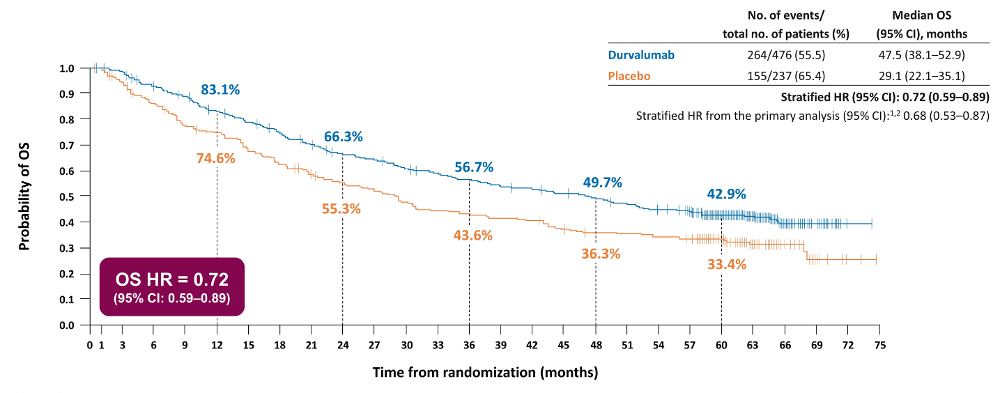 No. of events/ Median OS
total no. of patients (%) (95% CI), months
Durvalumab 264/476 (55.5) 47.5 (38.1–52.9)
Placebo 155/237 (65.4) 29.1 (22.1–35.1)
Stratified HR (95% CI): 0.72 (0.59–0.89)
Stratified HR from the primary analysis (95% CI):1,2 0.68 (0.53–0.87)
Probability of OS
1.0
0.9
0.8
0.7
0.6
0.5
0.4
0.3
0.2
0.1
0.0
83.1%
66.3%
56.7%
49.7%
42.9%
74.6%
55.3%
43.6%
36.3%
33.4%
OS HR = 0.72
(95% CI: 0.59–0.89)
0 1 3 6 9 12 15 18 21 24 27 30 33 36 39 42 45 48 51 54 57 60 63 66 69 72 75
Time from randomization (months)